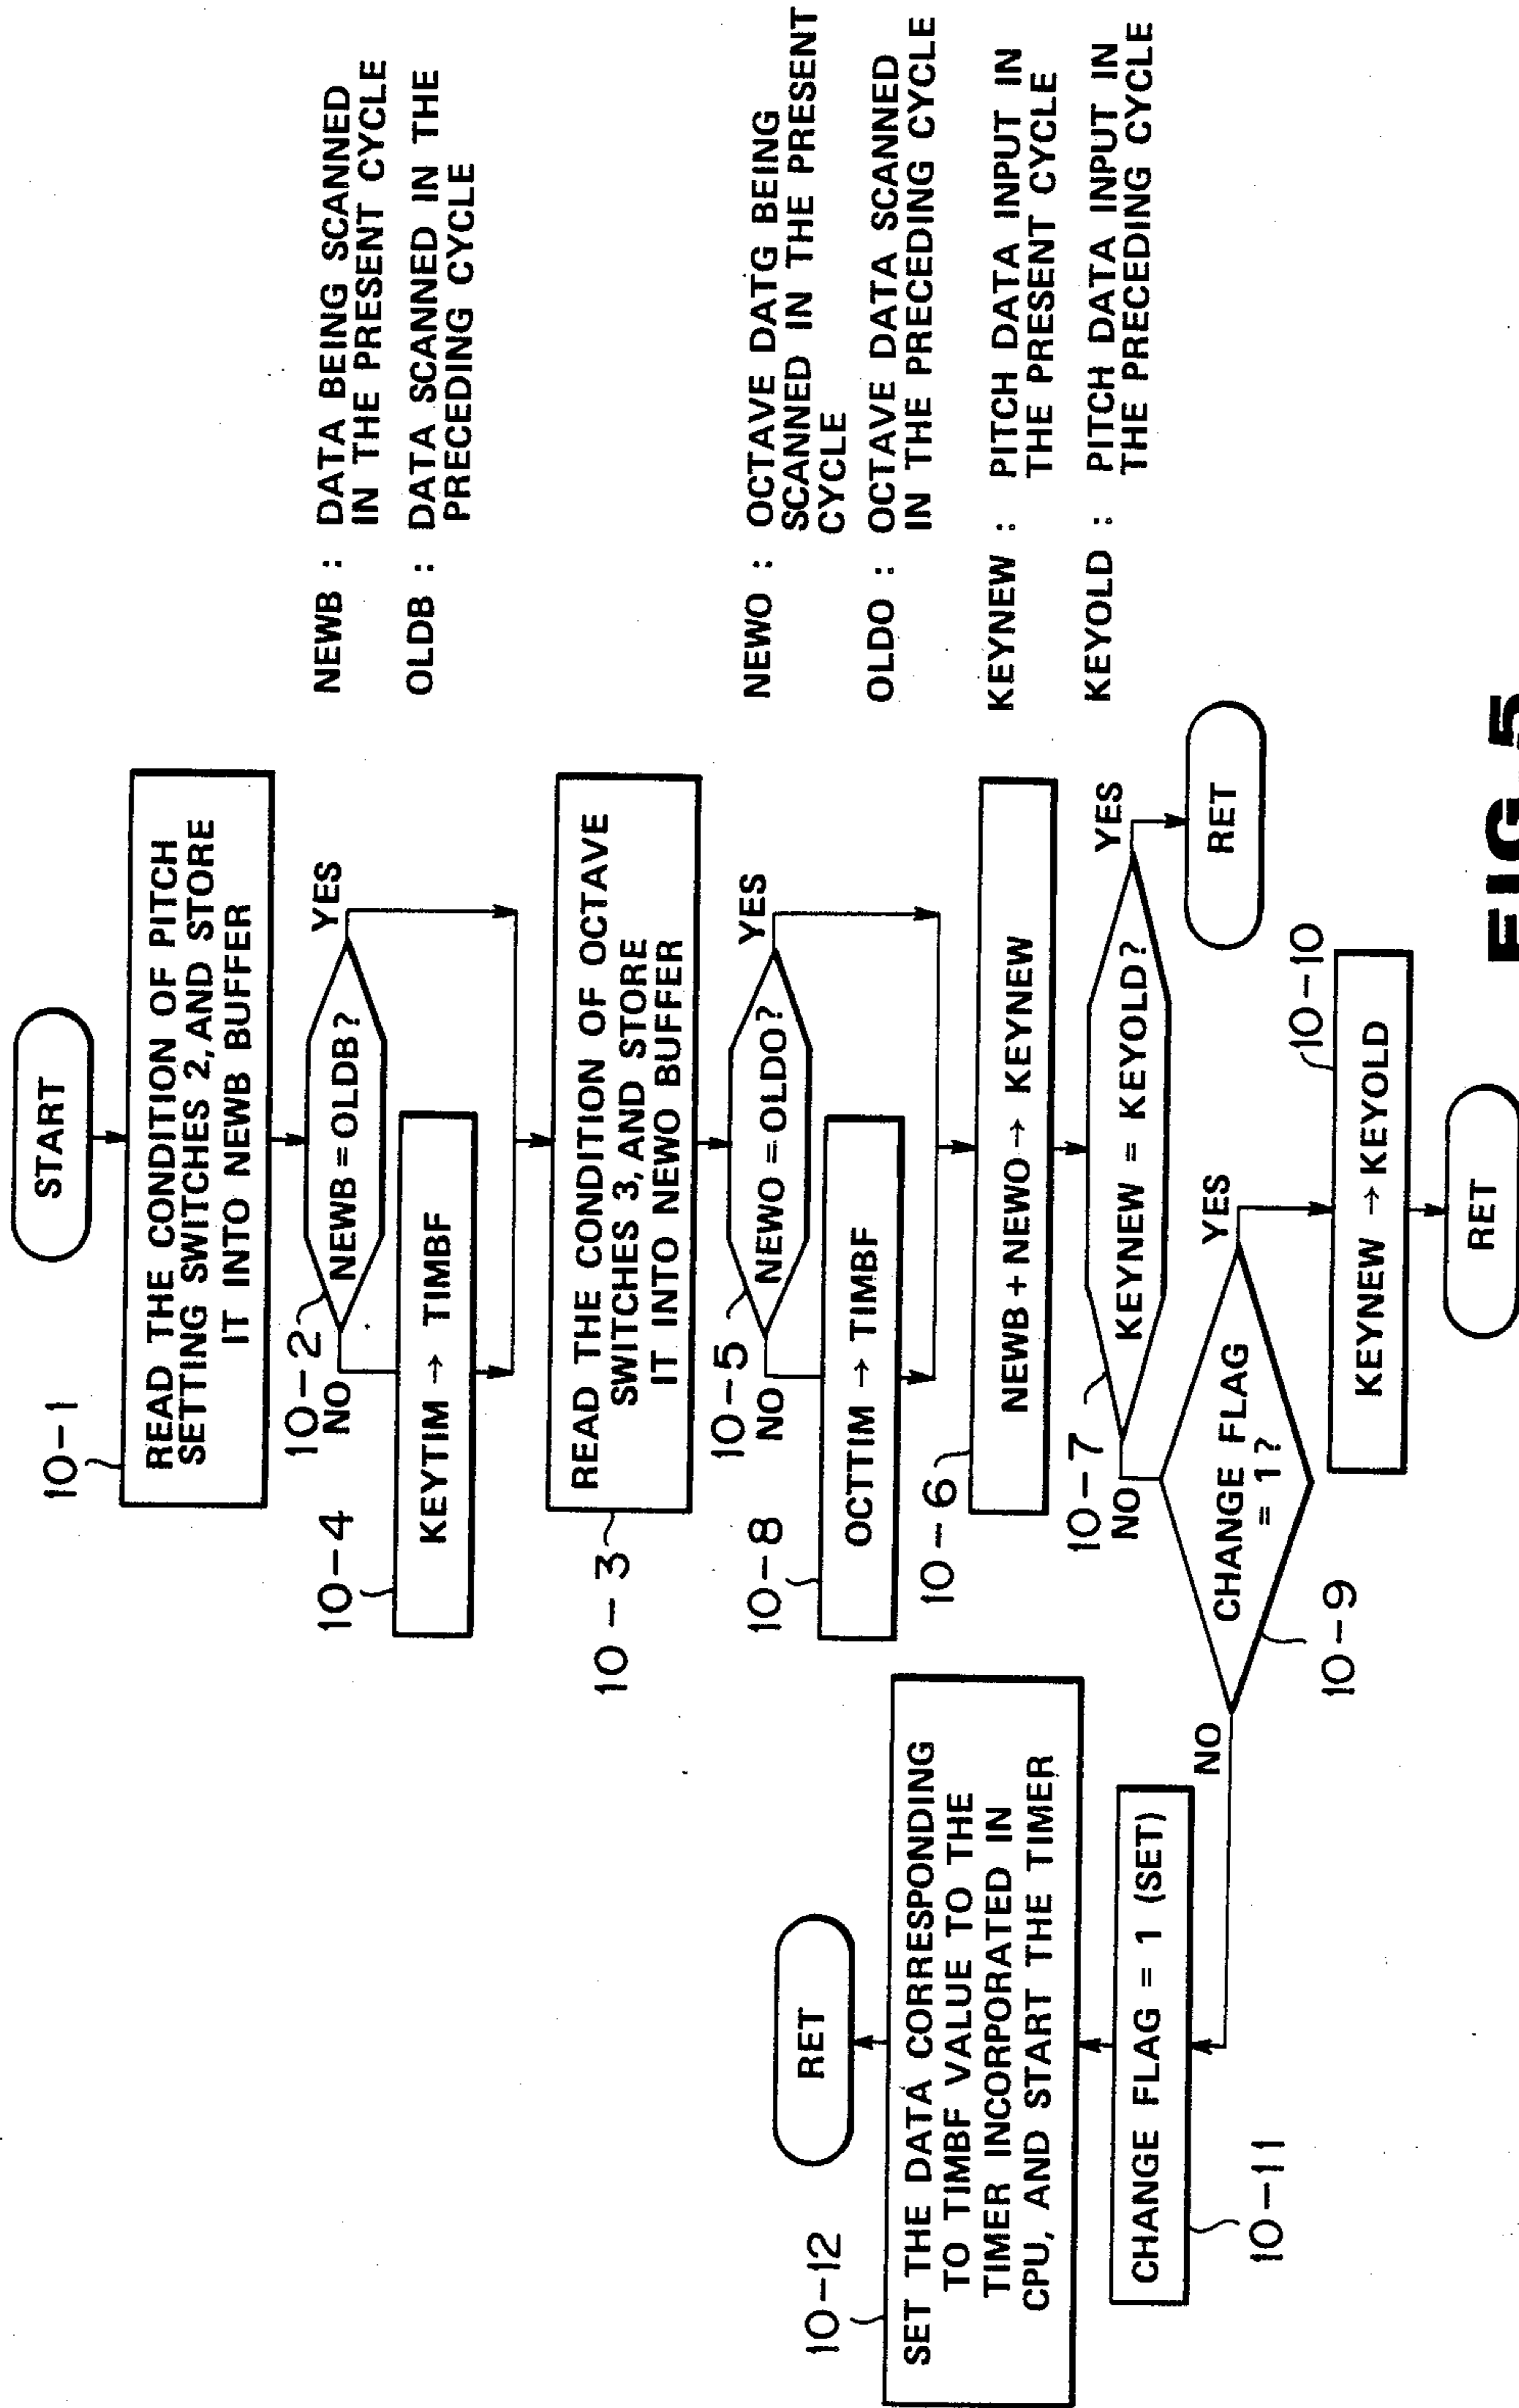 START
10-1
READ THE CONDITION OF PITCH
SETTING SWITCHES 2, AND STORE
IT INTO NEWB BUFFER
10-2
NEWB = OLDB?
YES
NO
10-4
KEYTIM → TIMBF
10-3
READ THE CONDITION OF OCTAVE
SWITCHES 3, AND STORE
IT INTO NEWO BUFFER
10-5
NEWO = OLDO?
YES
NO
10-8
OCTTIM → TIMBF
10-6
NEWB + NEWO → KEYNEW
10-7
KEYNEW = KEYOLD?
YES
NO
RET
CHANGE FLAG
= 1?
10-9
YES
NO
10-10
KEYNEW → KEYOLD
RET
CHANGE FLAG = 1 (SET)
10-11
10-12
SET THE DATA CORRESPONDING
TO TIMBF VALUE TO THE
TIMER INCORPORATED IN
CPU, AND START THE TIMER
RET
NEWB : DATA BEING SCANNED
IN THE PRESENT CYCLE
OLDB : DATA SCANNED IN THE
PRECEDING CYCLE
NEWO : OCTAVE DATG BEING
SCANNED IN THE PRESENT
CYCLE
OLDO : OCTAVE DATA SCANNED
IN THE PRECEDING CYCLE
KEYNEW : PITCH DATA INPUT IN
THE PRESENT CYCLE
KEYOLD : PITCH DATA INPUT IN
THE PRECEDING CYCLE
FIG.5